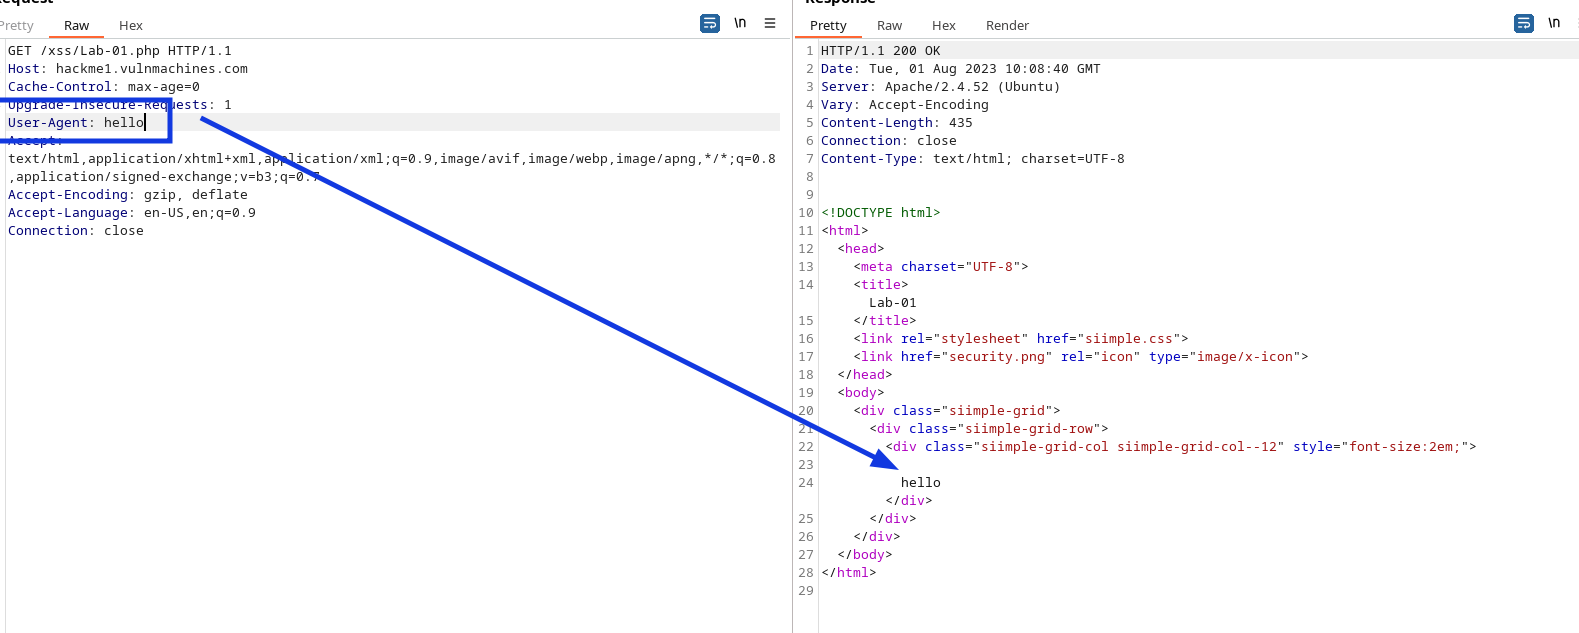 Request
Pretty Raw Hex \n
GET /xss/Lab-01.php HTTP/1.1
Host: hackme1.vulnmachines.com
Cache-Control: max-age=0
Upgrade-Insecure-Requests: 1
User-Agent: hello
Accept:
text/html,application/xhtml+xml,application/xml;q=0.9,image/avif,image/webp,image/apng,*/*;q=0.8
,application/signed-exchange;v=b3;q=0.7
Accept-Encoding: gzip, deflate
Accept-Language: en-US,en;q=0.9
Connection: close
Response
Pretty Raw Hex Render \n
1 HTTP/1.1 200 OK
2 Date: Tue, 01 Aug 2023 10:08:40 GMT
3 Server: Apache/2.4.52 (Ubuntu)
4 Vary: Accept-Encoding
5 Content-Length: 435
6 Connection: close
7 Content-Type: text/html; charset=UTF-8
8
9
10 <!DOCTYPE html>
11 <html>
12 <head>
13 <meta charset="UTF-8">
14 <title>
Lab-01
15 </title>
16 <link rel="stylesheet" href="siimple.css">
17 <link href="security.png" rel="icon" type="image/x-icon">
18 </head>
19 <body>
20 <div class="siimple-grid">
21 <div class="siimple-grid-row">
22 <div class="siimple-grid-col siimple-grid-col--12" style="font-size:2em;">
23
24 hello
</div>
25 </div>
26 </div>
27 </body>
28 </html>
29